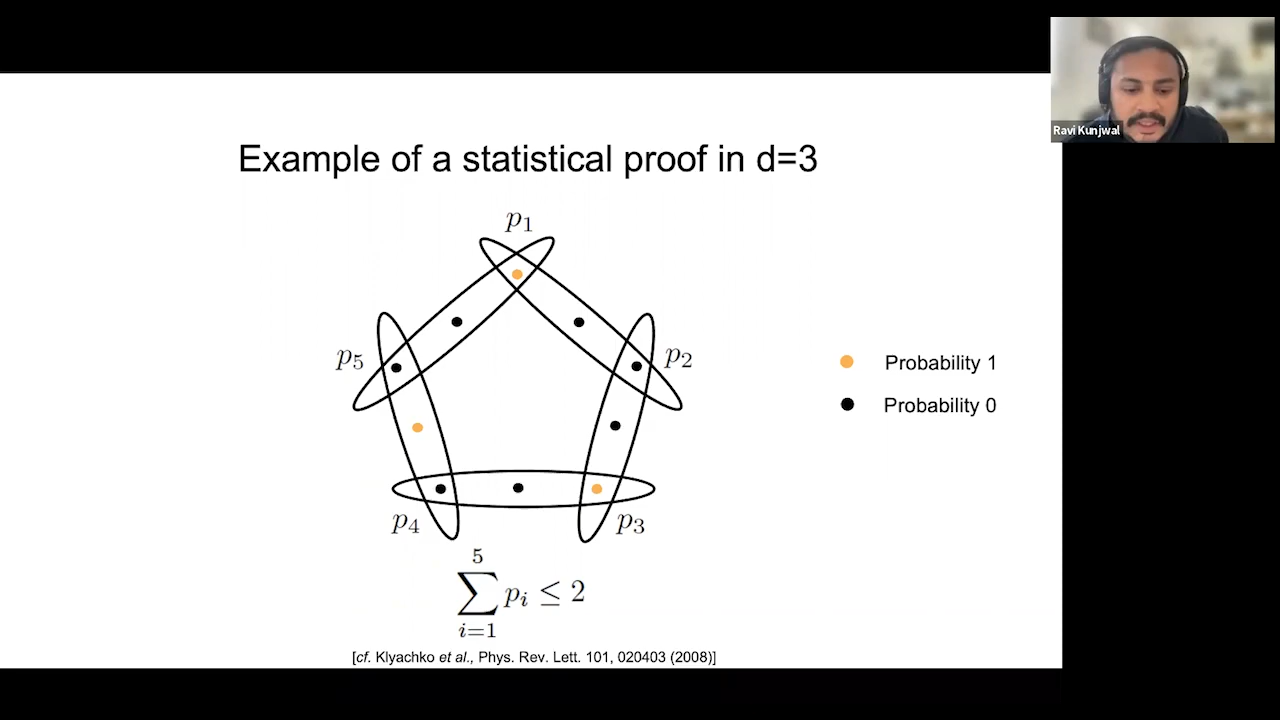 Ravi Kunjwal
Example of a statistical proof in d=3
p₁
p₅
p₂
Probability 1
Probability 0
p₄
p₃
5
∑ pᵢ ≤ 2
i=1
[cf. Klyachko et al., Phys. Rev. Lett. 101, 020403 (2008)]